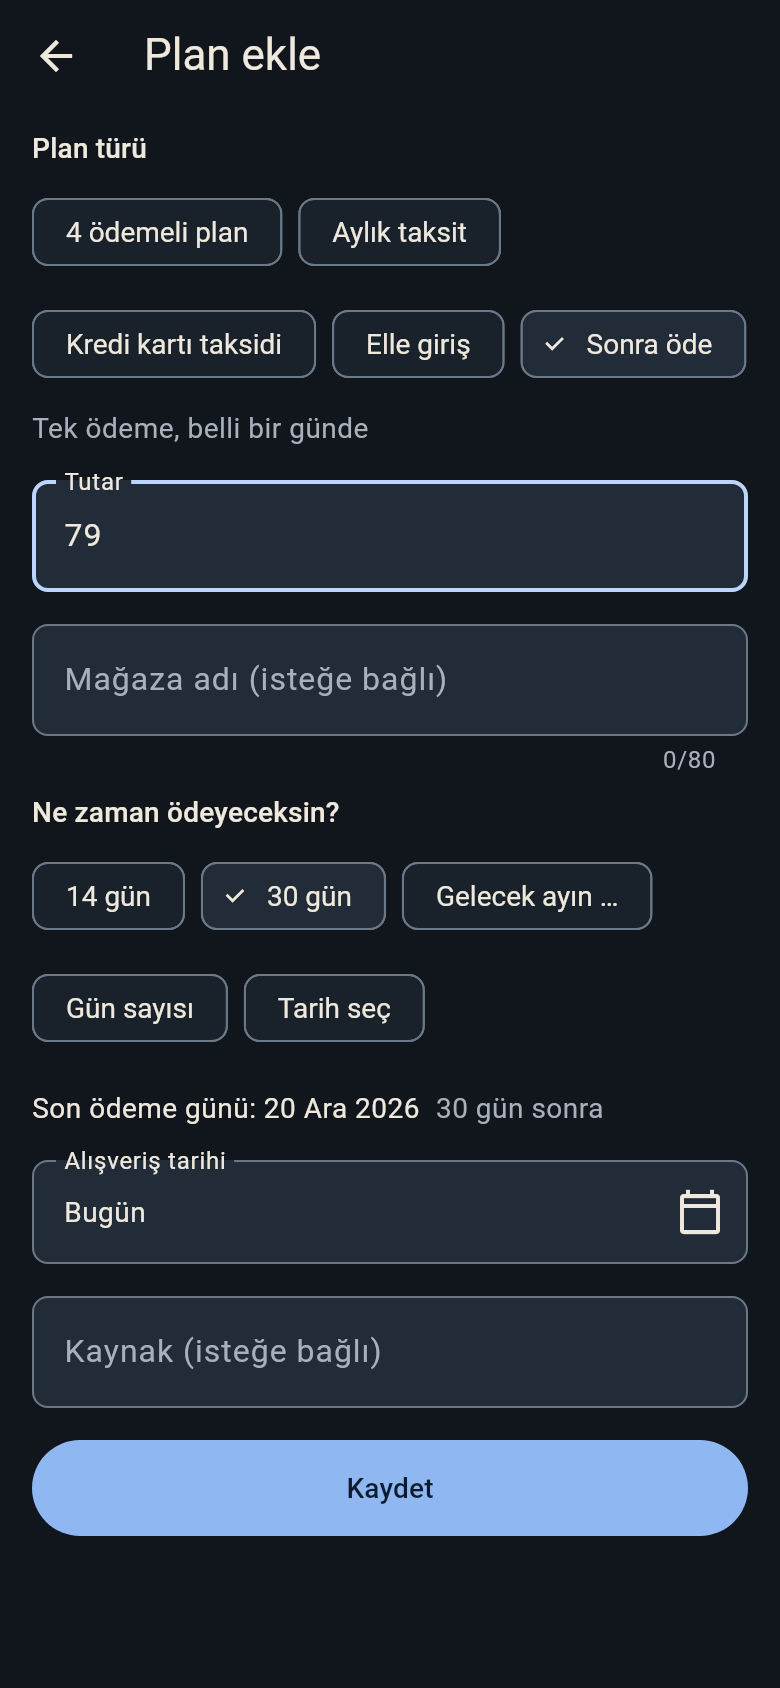 Plan ekle
Plan türü
4 ödemeli plan
Aylık taksit
Kredi kartı taksidi
Elle giriş
Sonra öde
Tek ödeme, belli bir günde
Tutar
79
Mağaza adı (isteğe bağlı)
0/80
Ne zaman ödeyeceksin?
14 gün
30 gün
Gelecek ayın ...
Gün sayısı
Tarih seç
Son ödeme günü: 20 Ara 2026 30 gün sonra
Alışveriş tarihi
Bugün
Kaynak (isteğe bağlı)
Kaydet